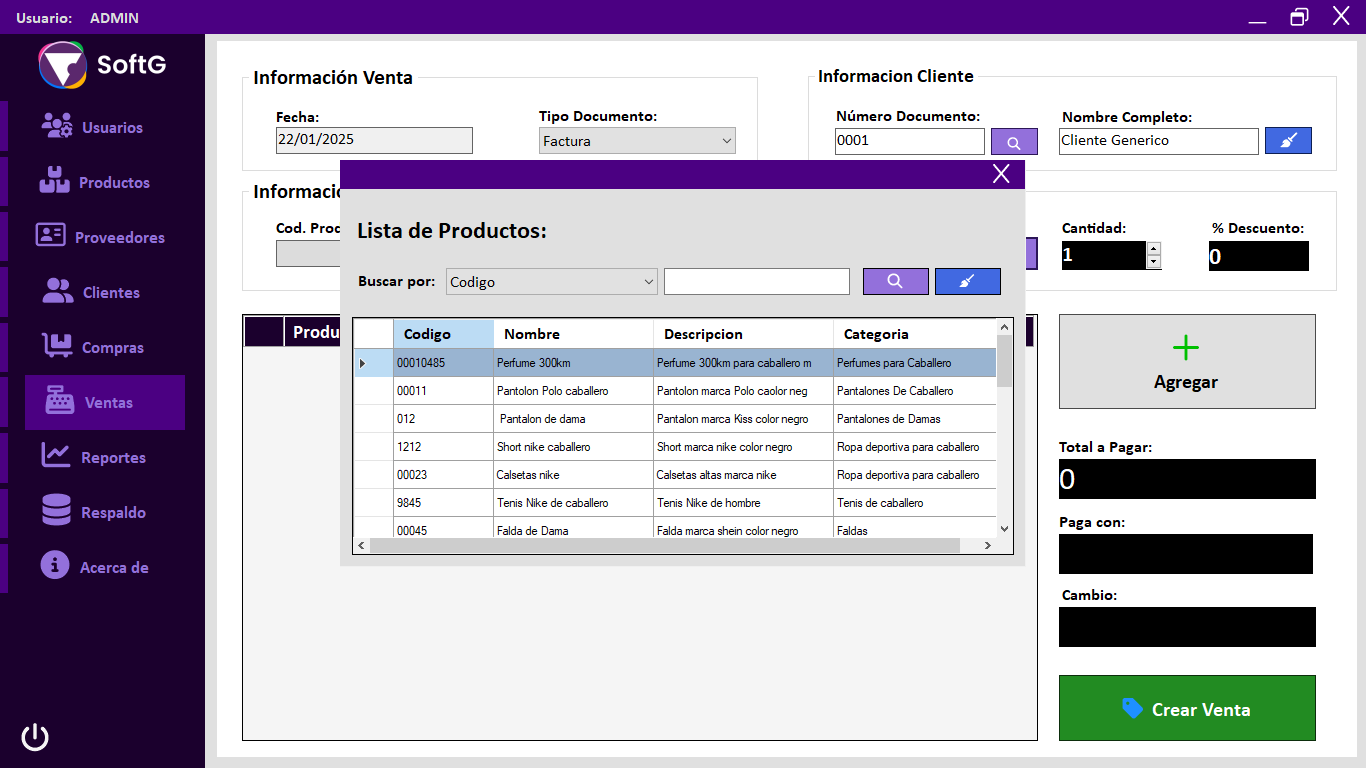 Usuario: ADMIN
SoftG
Usuarios
Productos
Proveedores
Clientes
Compras
Ventas
Reportes
Respaldo
Acerca de
Información Venta
Fecha:
22/01/2025
Tipo Documento:
Factura
Informacion Cliente
Número Documento:
0001
Nombre Completo:
Cliente Generico
Informació
Cod. Prod
Cantidad:
1
% Descuento:
0
Produ
Lista de Productos:
Buscar por: Codigo
Codigo Nombre Descripcion Categoria
00010485 Perfume 300km Perfume 300km para caballero m Perfumes para Caballero
00011 Pantolon Polo caballero Pantolon marca Polo caolor neg Pantalones De Caballero
012 Pantalon de dama Pantalon marca Kiss color negro Pantalones de Damas
1212 Short nike caballero Short marca nike color negro Ropa deportiva para caballero
00023 Calsetas nike Calsetas altas marca nike Ropa deportiva para caballero
9845 Tenis Nike de caballero Tenis Nike de hombre Tenis de caballero
00045 Falda de Dama Falda marca shein color negro Faldas
Agregar
Total a Pagar:
0
Paga con:
Cambio:
Crear Venta